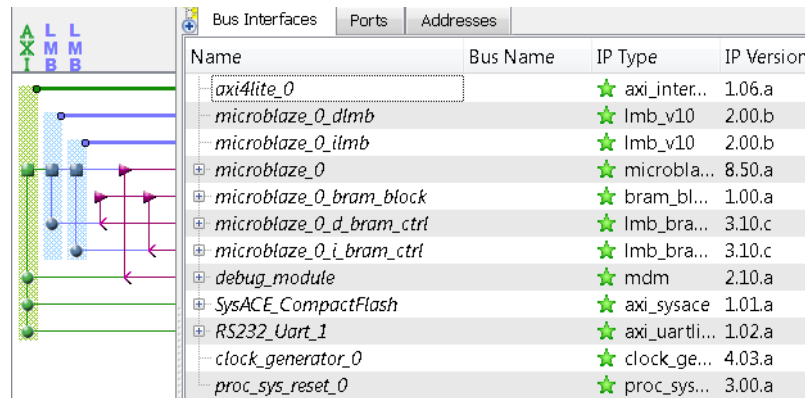 Bus Interfaces Ports Addresses
AXI LMB LMB
Name Bus Name IP Type IP Version
axi4lite_0 axi_inter... 1.06.a
microblaze_0_dlmb lmb_v10 2.00.b
microblaze_0_ilmb lmb_v10 2.00.b
microblaze_0 microbla... 8.50.a
microblaze_0_bram_block bram_bl... 1.00.a
microblaze_0_d_bram_ctrl lmb_bra... 3.10.c
microblaze_0_i_bram_ctrl lmb_bra... 3.10.c
debug_module mdm 2.10.a
SysACE_CompactFlash axi_sysace 1.01.a
RS232_Uart_1 axi_uartli... 1.02.a
clock_generator_0 clock_ge... 4.03.a
proc_sys_reset_0 proc_sys... 3.00.a